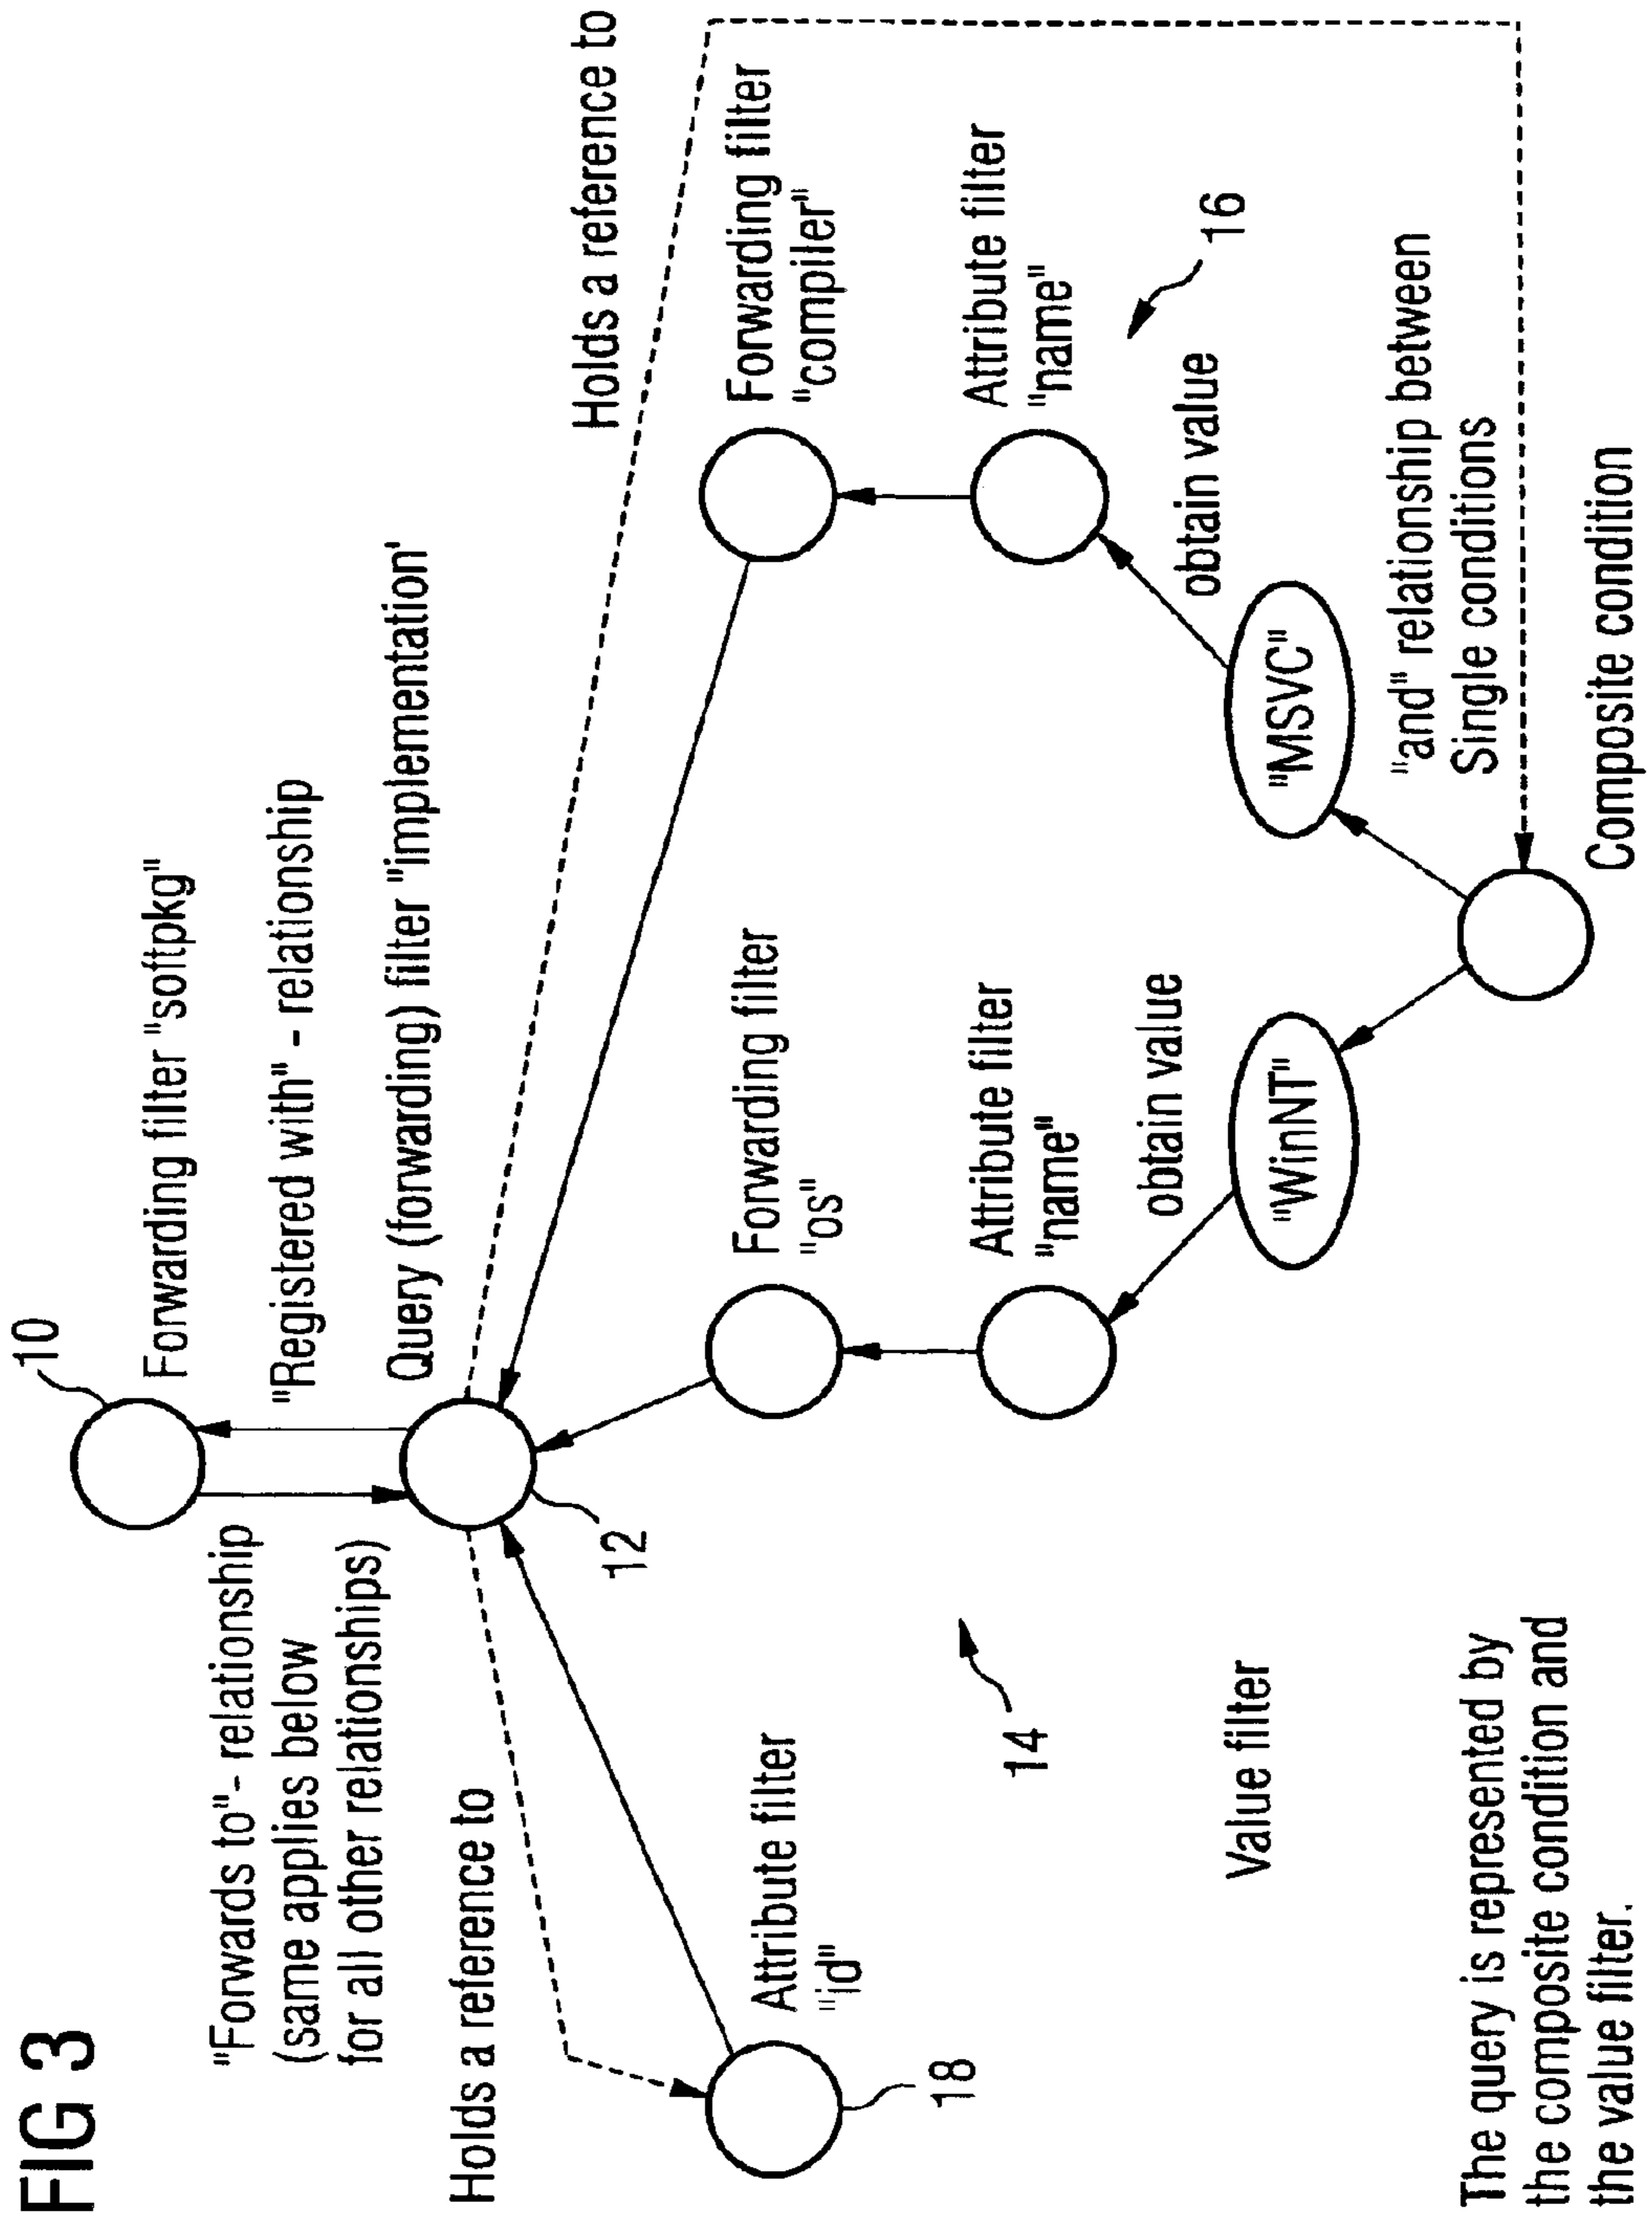 FIG 3
10
Forwarding filter "softpkg"
"Forwards to"- relationship
(same applies below
for all other relationships)
"Registered with" - relationship
Query (forwarding) filter "implementation'
Holds a reference to
Holds a reference to
12
Attribute filter
"id"
18
Forwarding filter
"os"
Forwarding filter
"compiler"
14
Attribute filter
"name"
Attribute filter
"name"
16
Value filter
obtain value
obtain value
"WinNT"
"MSVC"
"and" relationship between
Single conditions
Composite condition
The query is represented by
the composite condition and
the value filter.